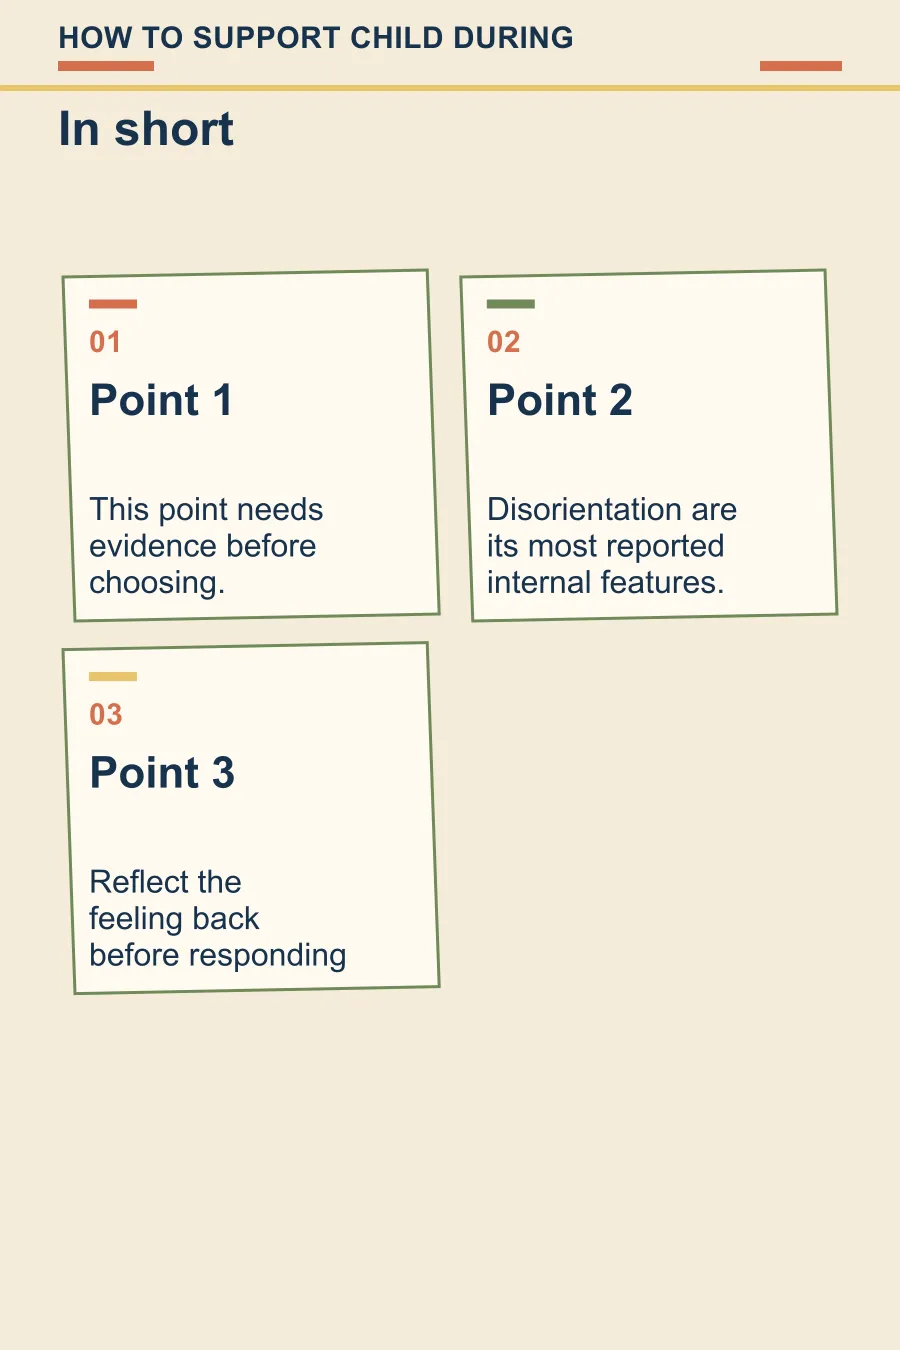 HOW TO SUPPORT CHILD DURING
In short
01
Point 1
This point needs
evidence before
choosing.
02
Point 2
Disorientation are
its most reported
internal features.
03
Point 3
Reflect the
feeling back
before responding